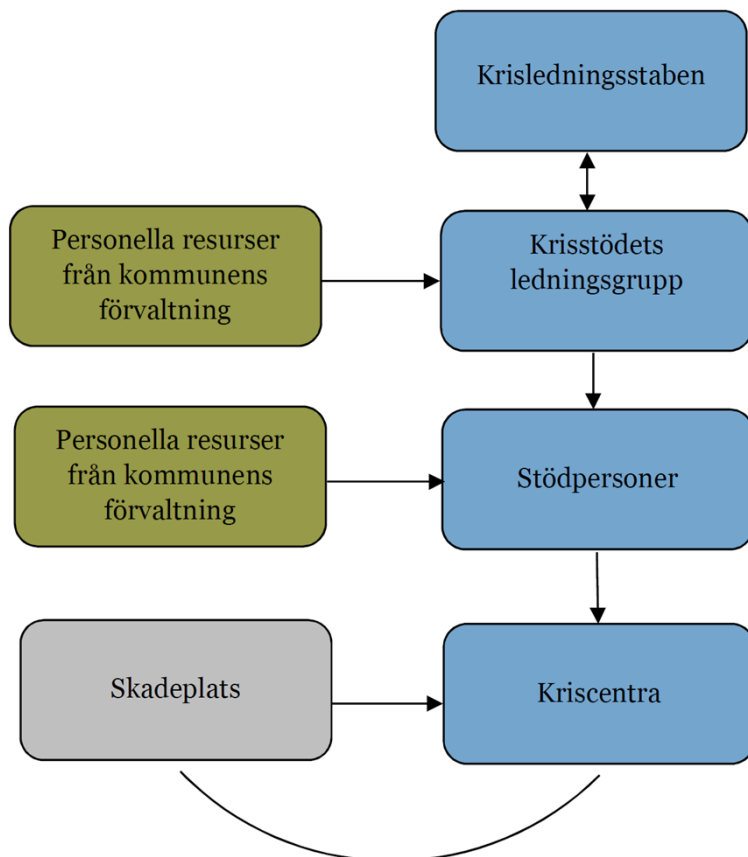 Krisledningsstaben
Personella resurser
från kommunens
förvaltning
Krisstödets
ledningsgrupp
Personella resurser
från kommunens
förvaltning
Stödpersoner
Skadeplats
Kriscentra